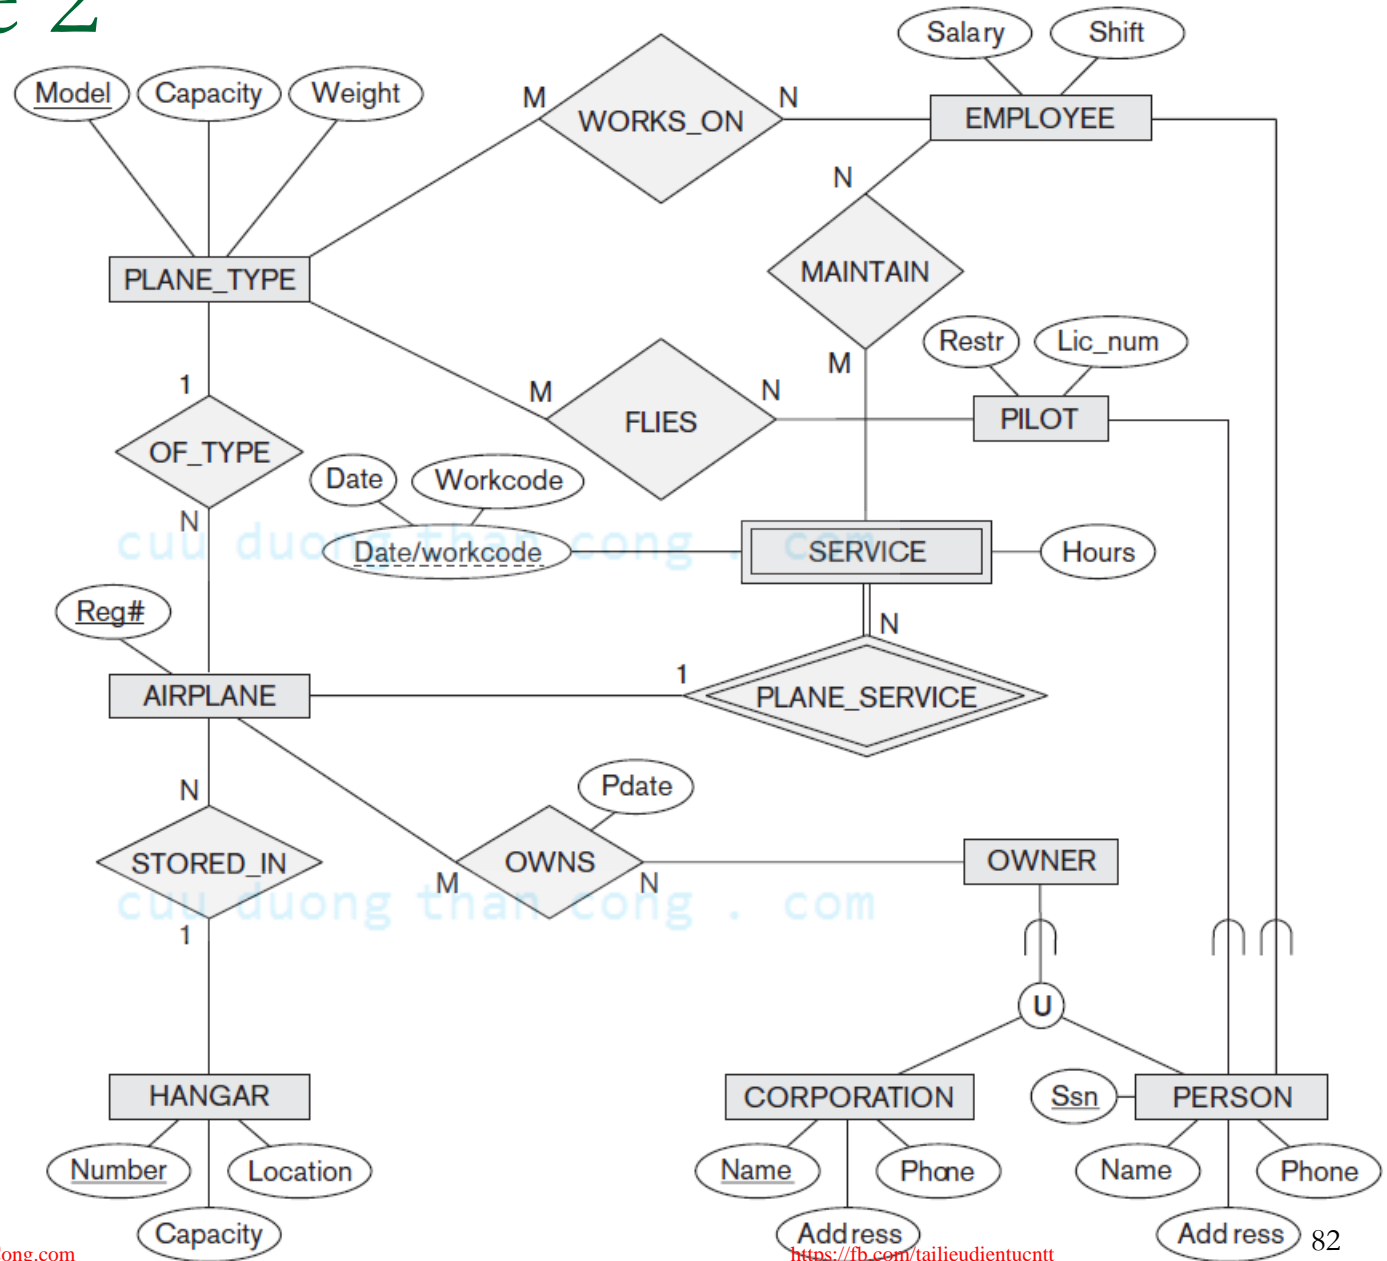 e 2
Salary Shift
Model Capacity Weight
M WORKS_ON N EMPLOYEE
N
PLANE_TYPE MAINTAIN
Restr Lic_num
M
1 M FLIES N PILOT
OF_TYPE
Date Workcode
N
cuu duong than cong . com
Date/workcode SERVICE Hours
Reg#
N
1
AIRPLANE PLANE_SERVICE
N Pdate
STORED_IN OWNS OWNER
M N
cuu duong than cong . com
1
U
HANGAR CORPORATION Ssn PERSON
Number Location Name Phone Name Phone
Capacity Address Address 82
ong.com https://fb.com/tailieudientucntt